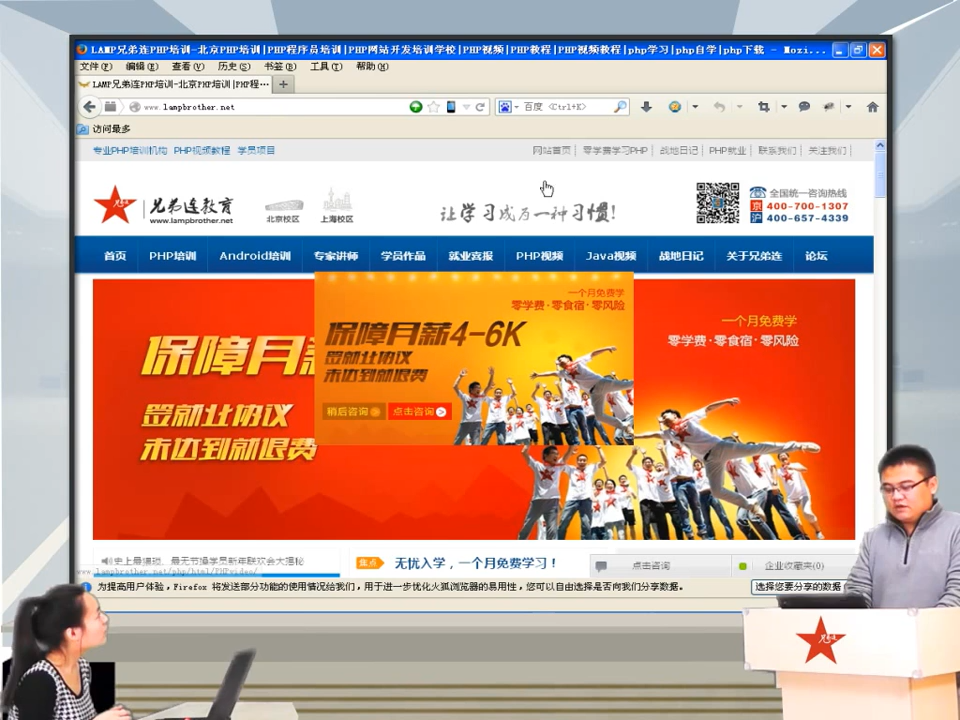 LAMP兄弟连PHP培训-北京PHP培训|PHP程序员培训|PHP网站开发培训学校|PHP视频|PHP教程|PHP视频教程|php学习|php自学|php下载 - Mozi...
文件(F) 编辑(E) 查看(V) 历史(S) 书签(B) 工具(T) 帮助(H)
LAMP兄弟连PHP培训-北京PHP培训|PHP程...
www.lampbrother.net
百度 <Ctrl+K>
访问最多
专业PHP培训机构 PHP视频教程 学员项目
网站首页| 零学费学习PHP| 战地日记| PHP就业| 联系我们| 关注我们|
兄弟连教育
www.lampbrother.net
北京校区 上海校区
让学习成为一种习惯!
全国统一咨询热线
京 400-700-1307
沪 400-657-4339
首页 PHP培训 Android培训 专家讲师 学员作品 就业喜报 PHP视频 Java视频 战地日记 关于兄弟连 论坛
一个月免费学
零学费·零食宿·零风险
保障月薪4-6K
签就让协议
未达到就退费
稍后咨询 点击咨询
保障月薪
签就让协议
未达到就退费
一个月免费学
零学费·零食宿·零风险
焦点 无忧入学，一个月免费学习！
点击咨询 企业收藏夹(0)
www.lampbrother.net/php/html/PHPvideo/
为提高用户体验，Firefox 将发送部分功能的使用情况给我们，用于进一步优化火狐浏览器的易用性，您可以自由选择是否向我们分享数据。
选择您要分享的数据